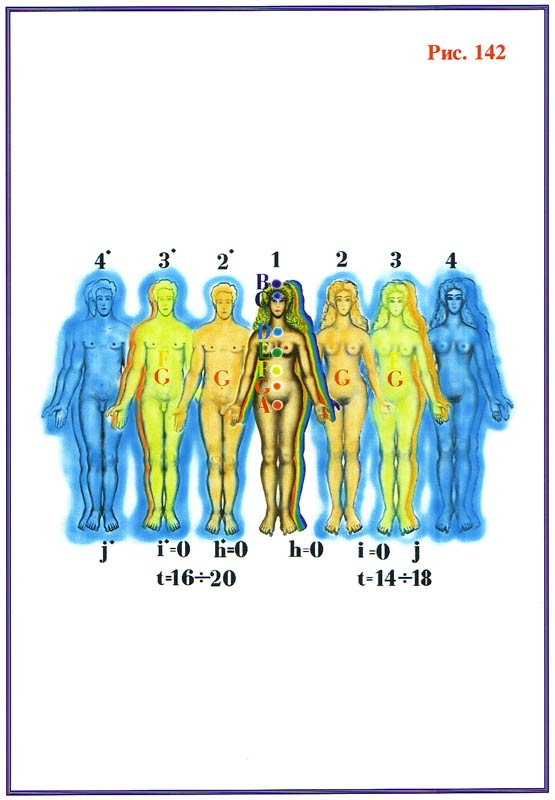 Рис. 142
4• 3• 2• 1 2 3 4
B
C
D
E
F F F
G G G G G
A
j• i•=0 h•=0 h=0 i=0 j
t=16÷20 t=14÷18